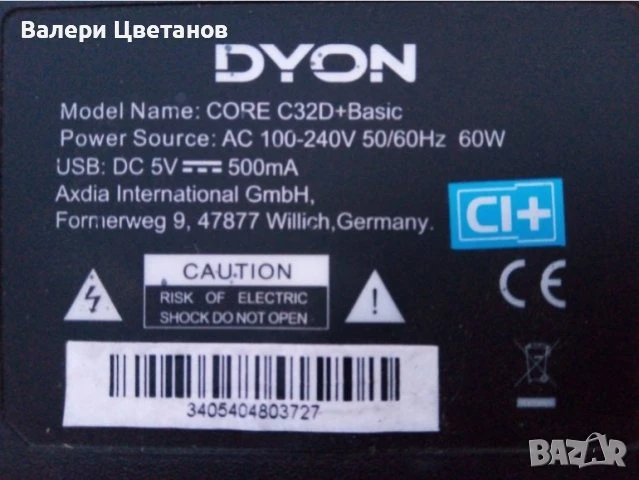 Валери Цветанов
DYON
Model Name: CORE C32D+Basic
Power Source: AC 100-240V 50/60Hz 60W
USB: DC 5V ⎓ 500mA
Axdia International GmbH,
Formerweg 9, 47877 Willich,Germany.
CI+
CAUTION
RISK OF ELECTRIC
SHOCK DO NOT OPEN
CE
3405404803727
BAZAR